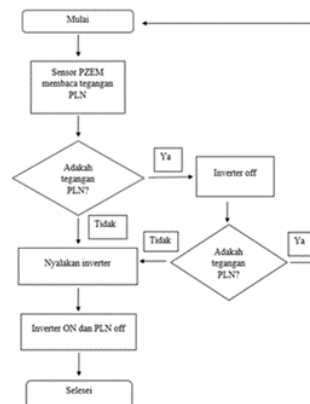 Mulai
Sensor PZEM
membaca tegangan
PLN
Adakah
tegangan
PLN?
Ya
Inverter off
Tidak
Tidak
Adakah
tegangan
PLN?
Ya
Nyalakan inverter
Inverter ON dan PLN off
Selesei